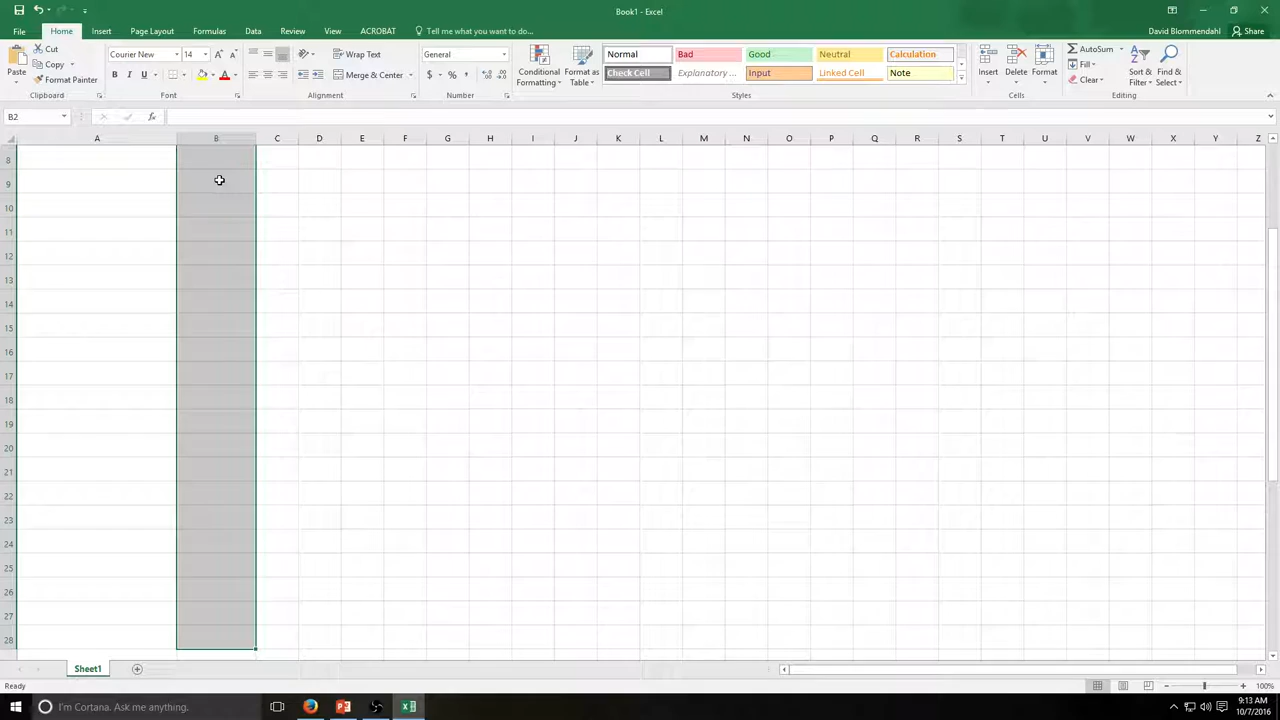 Book1 - Excel
David Blommendahl
Share
File Home Insert Page Layout Formulas Data Review View ACROBAT Tell me what you want to do...
Paste
Cut
Copy
Format Painter
Clipboard
Courier New 14
B I U
Font
Wrap Text
Merge & Center
Alignment
General
$ % ,
Number
Conditional Formatting
Format as Table
Normal Bad Good Neutral Calculation
Check Cell Explanatory ... Input Linked Cell Note
Styles
Insert Delete Format
Cells
AutoSum
Fill
Clear
Sort & Filter
Find & Select
Editing
B2
fx
A B C D E F G H I J K L M N O P Q R S T U V W X Y Z
8
9
10
11
12
13
14
15
16
17
18
19
20
21
22
23
24
25
26
27
28
Sheet1
Ready
100%
I'm Cortana. Ask me anything.
9:13 AM
10/7/2016